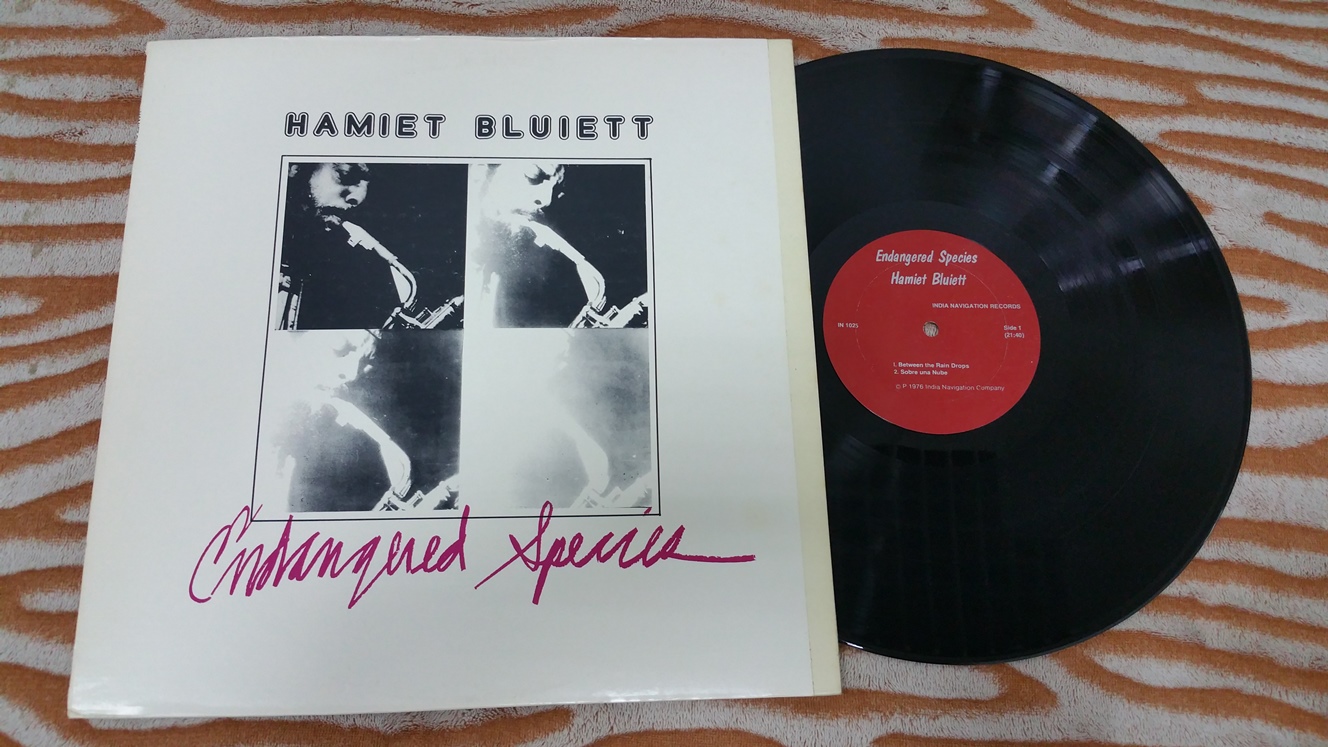 HAMIET BLUIETT
Endangered Species
Endangered Species
Hamiet Bluiett
INDIA NAVIGATION RECORDS
IN 1025
Side 1
(21:40)
1. Between the Rain Drops
2. Sobre una Nube
© P 1976 India Navigation Company